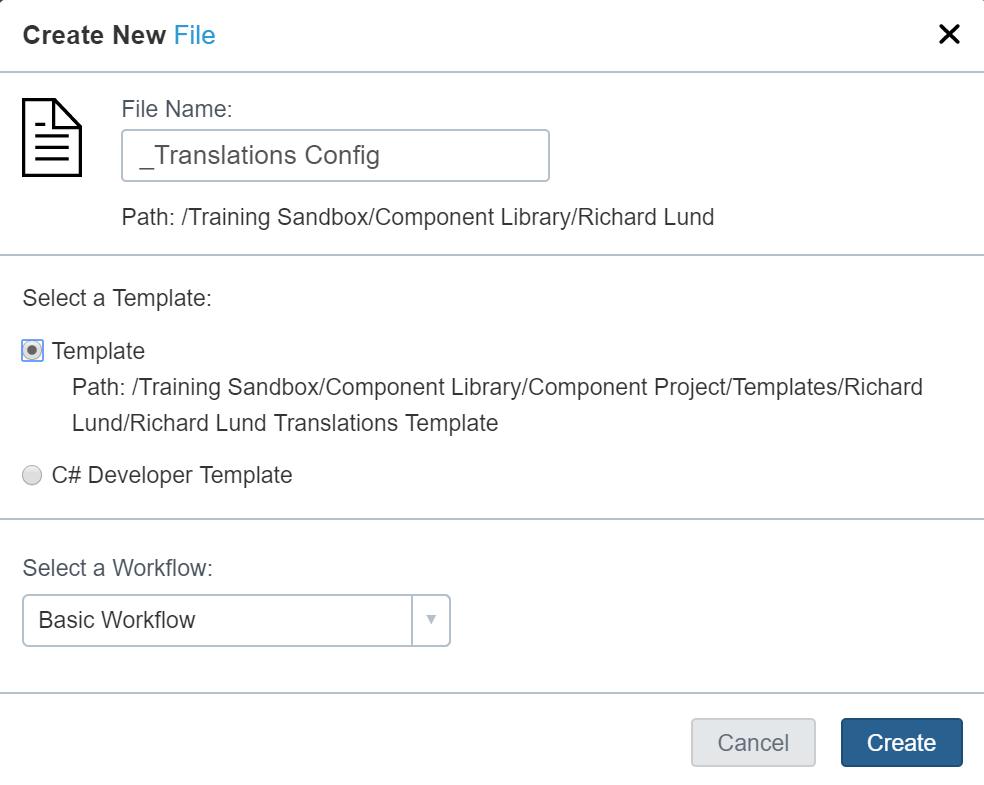 Create New File
File Name:
_Translations Config
Path: /Training Sandbox/Component Library/Richard Lund
Select a Template:
Template
Path: /Training Sandbox/Component Library/Component Project/Templates/Richard
Lund/Richard Lund Translations Template
C# Developer Template
Select a Workflow:
Basic Workflow
Cancel
Create